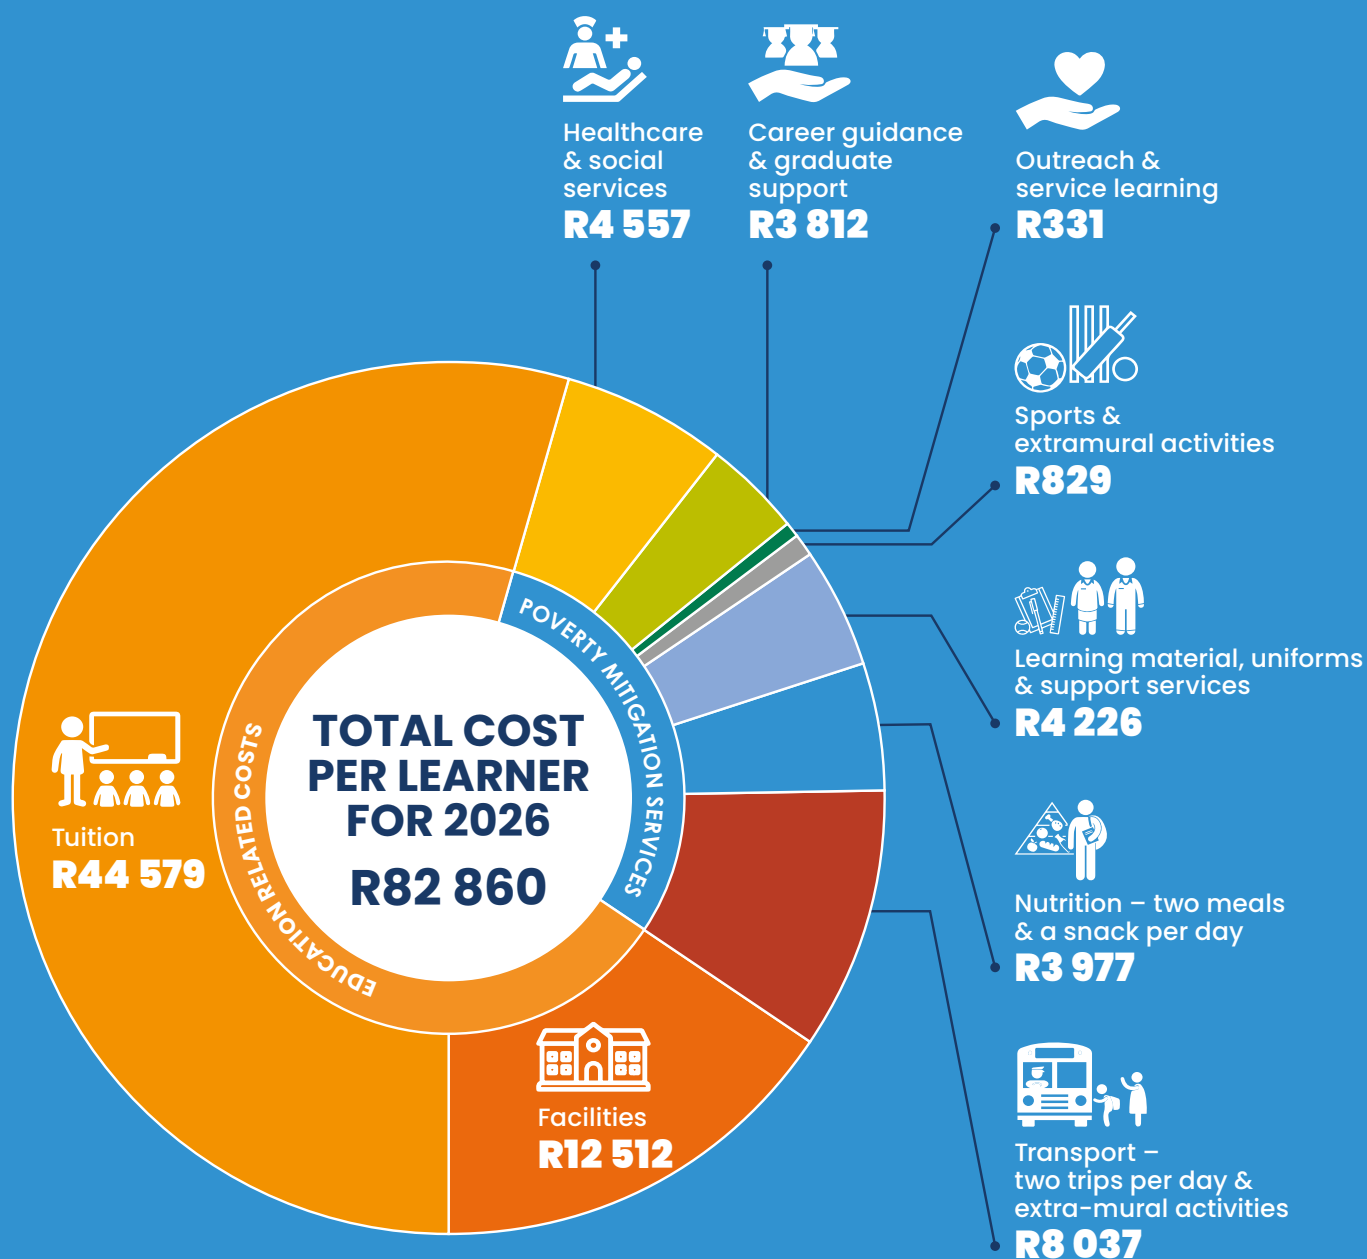 Healthcare
& social
services
R4 557
Career guidance
& graduate
support
R3 812
Outreach &
service learning
R331
Sports &
extramural activities
R829
Learning material, uniforms
& support services
R4 226
Nutrition – two meals
& a snack per day
R3 977
Transport –
two trips per day &
extra-mural activities
R8 037
Facilities
R12 512
Tuition
R44 579
EDUCATION RELATED COSTS
POVERTY MITIGATION SERVICES
TOTAL COST
PER LEARNER
FOR 2026
R82 860